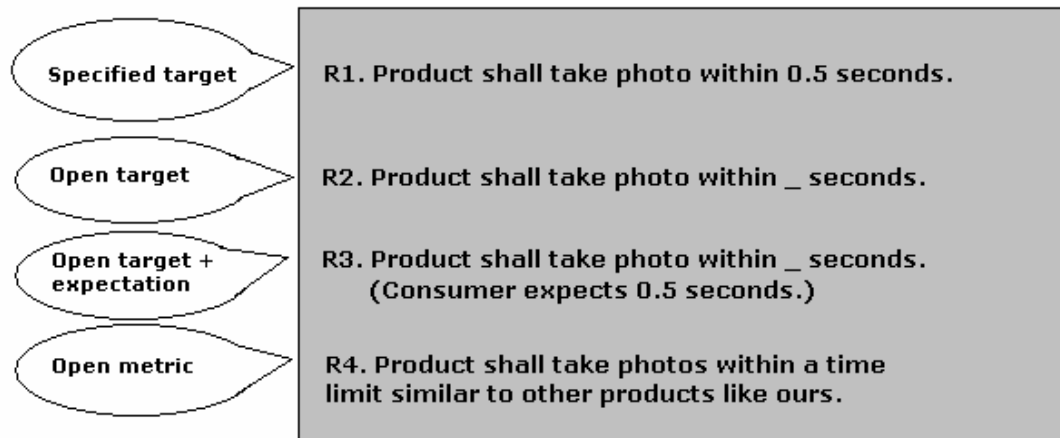 Specified target
R1. Product shall take photo within 0.5 seconds.
Open target
R2. Product shall take photo within _ seconds.
Open target +
expectation
R3. Product shall take photo within _ seconds.
(Consumer expects 0.5 seconds.)
Open metric
R4. Product shall take photos within a time
limit similar to other products like ours.